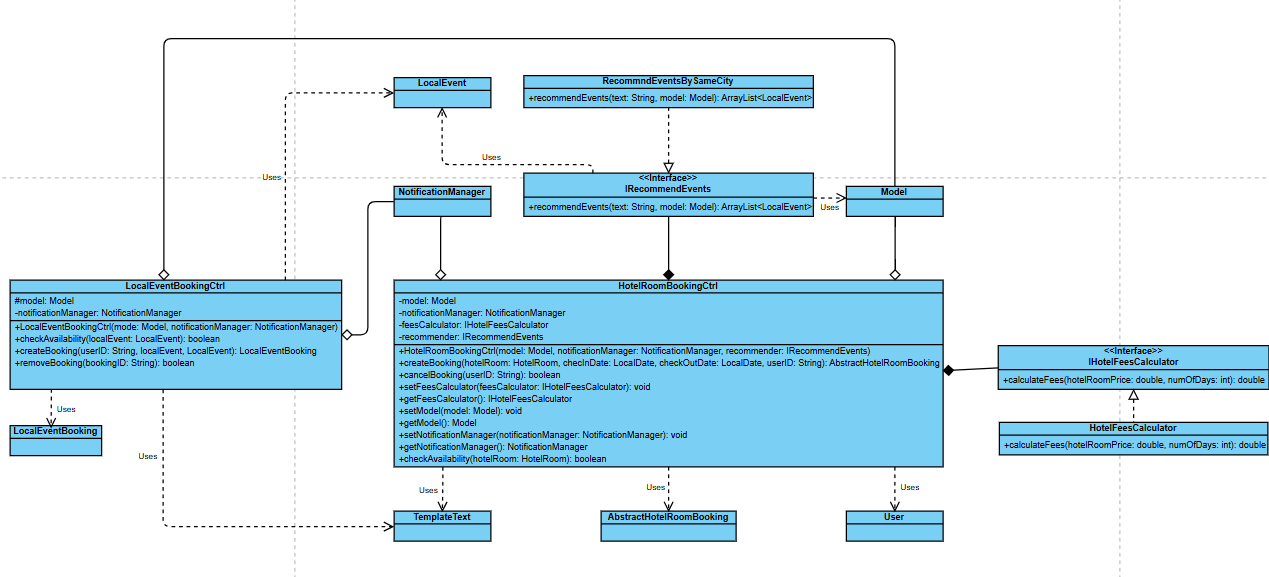 LocalEvent
RecommndEventsBySameCity
+recommendEvents(text: String, model: Model): ArrayList<LocalEvent>
Uses
Uses
<<Interface>>
IRecommendEvents
+recommendEvents(text: String, model: Model): ArrayList<LocalEvent>
NotificationManager
Model
Uses
LocalEventBookingCtrl
#model: Model
-notificationManager: NotificationManager
+LocalEventBookingCtrl(mode: Model, notificationManager: NotificationManager)
+checkAvailability(localEvent: LocalEvent): boolean
+createBooking(userID: String, localEvent, LocalEvent): LocalEventBooking
+removeBooking(bookingID: String): boolean
HotelRoomBookingCtrl
-model: Model
-notificationManager: NotificationManager
-feesCalculator: IHotelFeesCalculator
-recommender: IRecommendEvents
+HotelRoomBookingCtrl(model: Model, notificationManager: NotificationManager, recommender: IRecommendEvents)
+createBooking(hotelRoom: HotelRoom, checInDate: LocalDate, checkOutDate: LocalDate, userID: String): AbstractHotelRoomBooking
+cancelBooking(userID: String): boolean
+setFeesCalculator(feesCalculator: IHotelFeesCalculator): void
+getFeesCalculator(): IHotelFeesCalculator
+setModel(model: Model): void
+getModel(): Model
+setNotificationManager(notificationManager: NotificationManager): void
+getNotificationManager(): NotificationManager
+checkAvailability(hotelRoom: HotelRoom): boolean
<<Interface>>
IHotelFeesCalculator
+calculateFees(hotelRoomPrice: double, numOfDays: int): double
HotelFeesCalculator
+calculateFees(hotelRoomPrice: double, numOfDays: int): double
Uses
LocalEventBooking
Uses
Uses
Uses
Uses
TemplateText
AbstractHotelRoomBooking
User